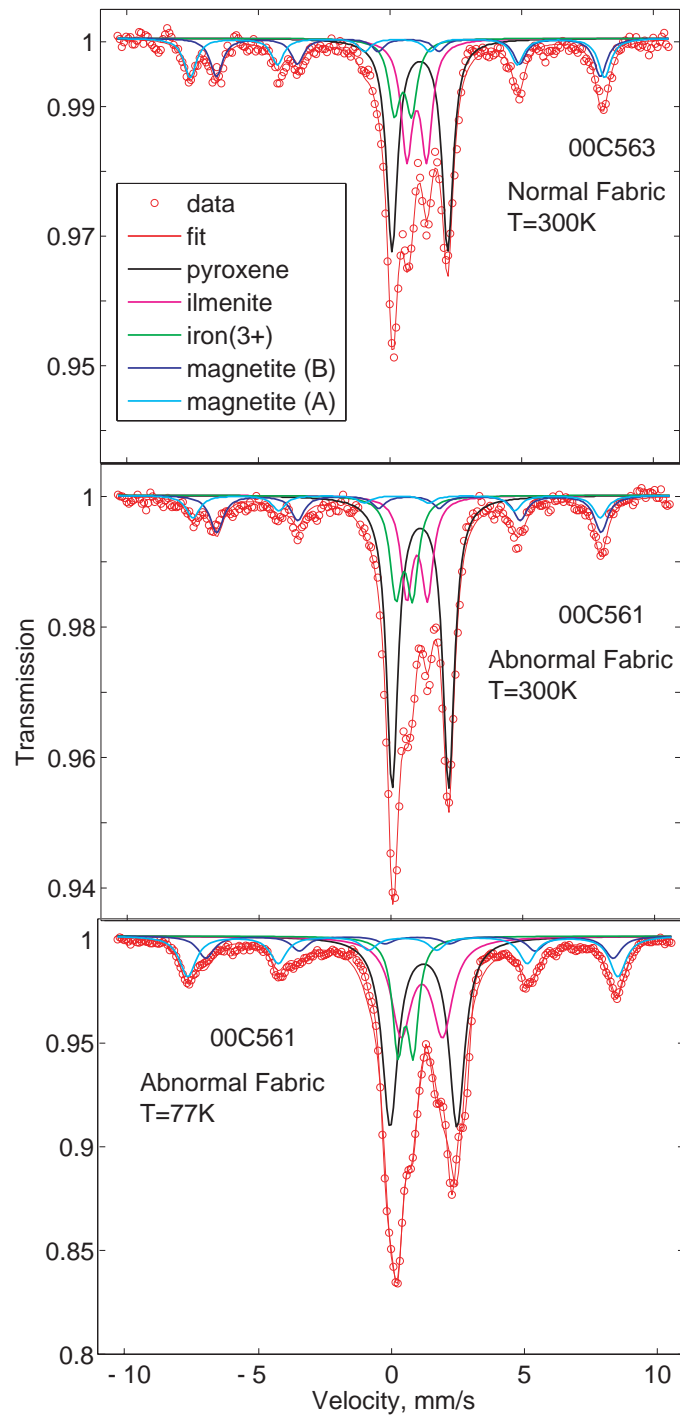 1
0.99
0.97
0.95
00C563
Normal Fabric
T=300K
data
fit
pyroxene
ilmenite
iron(3+)
magnetite (B)
magnetite (A)
1
0.98
0.96
0.94
00C561
Abnormal Fabric
T=300K
Transmission
1
0.95
0.9
0.85
0.8
00C561
Abnormal Fabric
T=77K
- 10 - 5 0 5 10
Velocity, mm/s